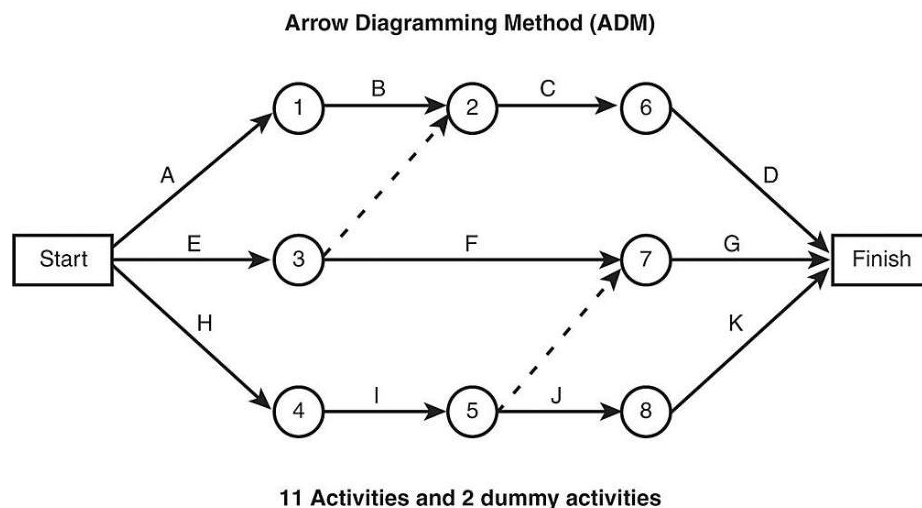 Arrow Diagramming Method (ADM)
1
B
2
C
6
A
D
Start
E
3
F
7
G
Finish
H
K
4
I
5
J
8
11 Activities and 2 dummy activities